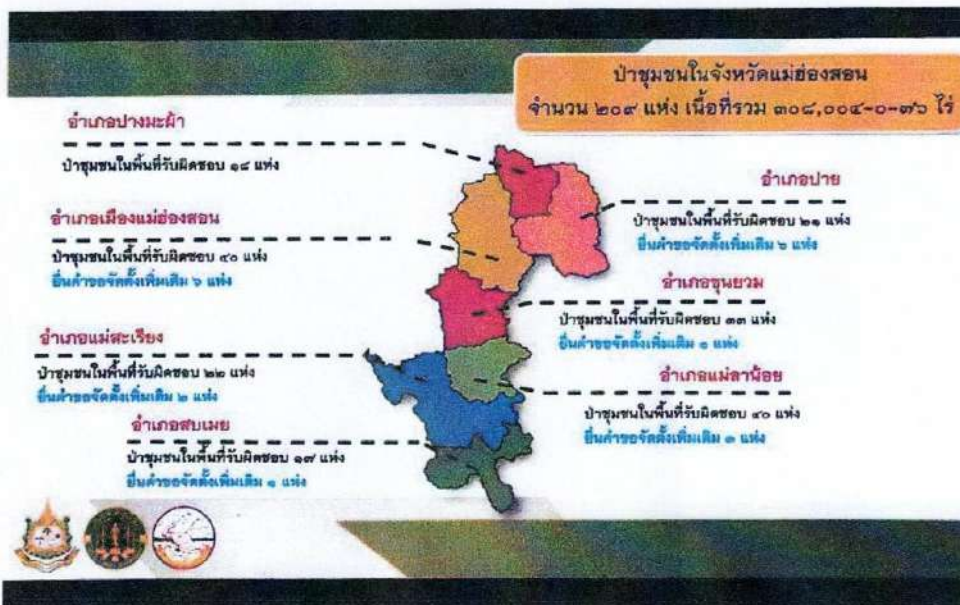 ป่าชุมชนในจังหวัดแม่ฮ่องสอน
จำนวน ๒๐๙ แห่ง เนื้อที่รวม ๓๐๘,๐๐๔-๐-๗๖ ไร่
อำเภอปางมะผ้า
ป่าชุมชนในพื้นที่รับผิดชอบ ๑๘ แห่ง
อำเภอปาย
ป่าชุมชนในพื้นที่รับผิดชอบ ๒๑ แห่ง
ยื่นคำขอจัดตั้งเพิ่มเติม แห่ง
อำเภอเมืองแม่ฮ่องสอน
ป่าชุมชนในพื้นที่รับผิดชอบ ๔๐ แห่ง
ยื่นคำขอจัดตั้งเพิ่มเติม ๖ แห่ง
อำเภอขุนยวม
ป่าชุมชนในพื้นที่รับผิดชอบ ๓๓ แห่ง
ยื่นคำขอจัดตั้งเพิ่มเติม ๑ แห่ง
อำเภอแม่สะเรียง
ป่าชุมชนในพื้นที่รับผิดชอบ ๒๒ แห่ง
ยื่นคำขอจัดตั้งเพิ่มเติม ๒ แห่ง
อำเภอแม่ลาน้อย
ป่าชุมชนในพื้นที่รับผิดชอบ ๔๐ แห่ง
ยื่นคำขอจัดตั้งเพิ่มเติม ๓ แห่ง
อำเภอสบเมย
ป่าชุมชนในพื้นที่รับผิดชอบ ๑๗ แห่ง
ยื่นคำขอจัดตั้งเพิ่มเติม ๑ แห่ง